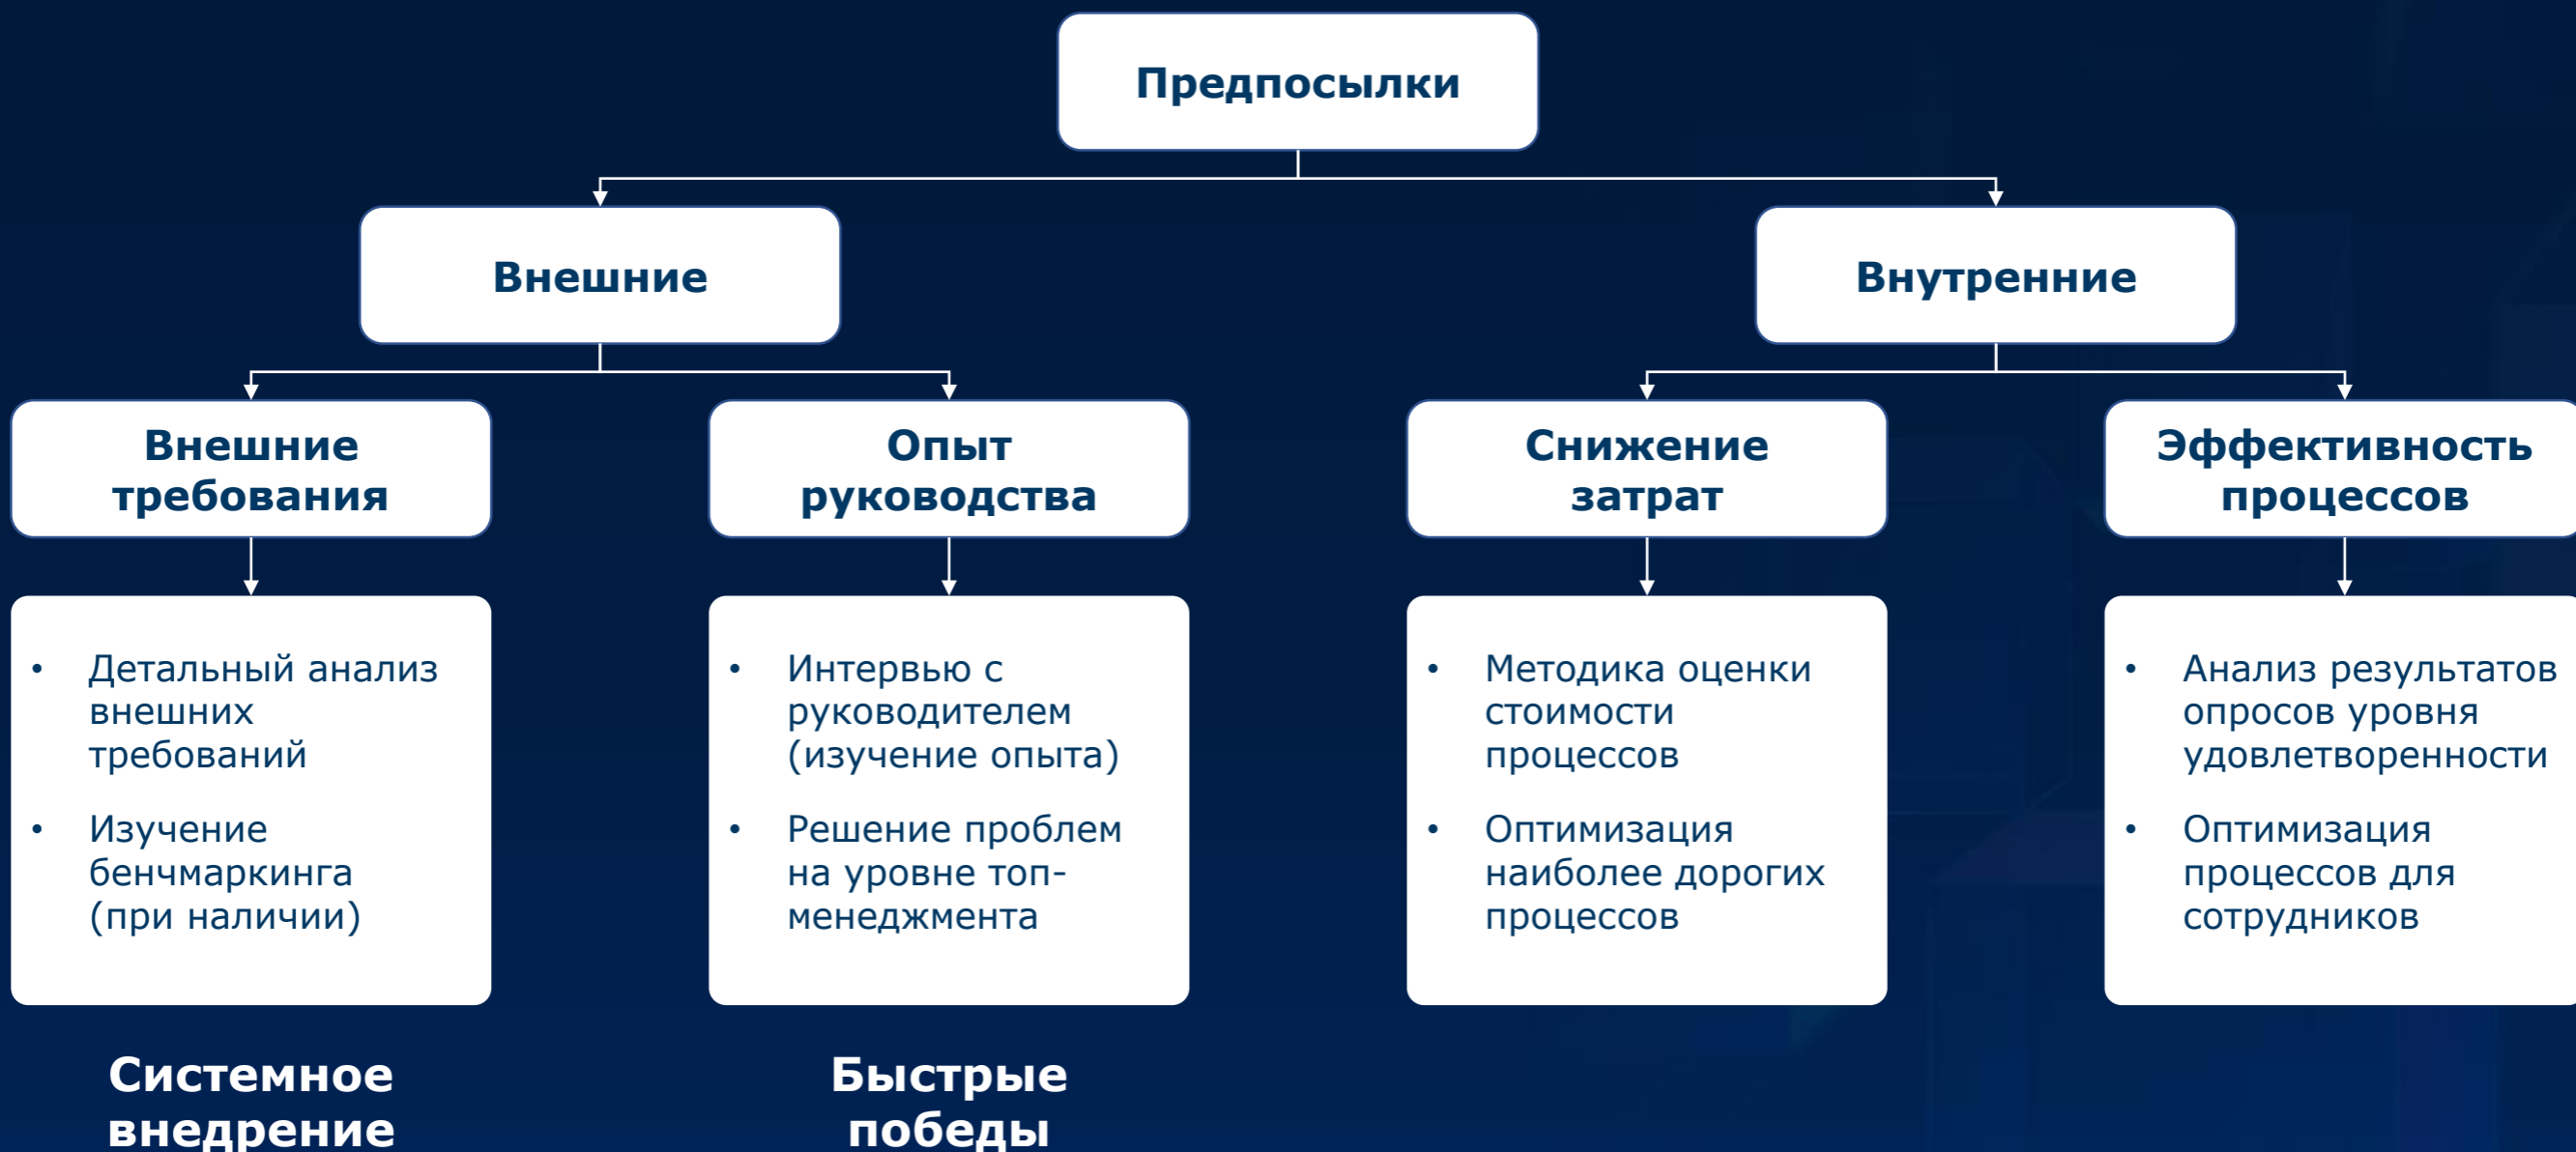 Предпосылки
Внешние
Внутренние
Внешние
требования
Опыт
руководства
Снижение
затрат
Эффективность
процессов
• Детальный анализ
внешних
требований
• Изучение
бенчмаркинга
(при наличии)
• Интервью с
руководителем
(изучение опыта)
• Решение проблем
на уровне топ-
менеджмента
• Методика оценки
стоимости
процессов
• Оптимизация
наиболее дорогих
процессов
• Анализ результатов
опросов уровня
удовлетворенности
• Оптимизация
процессов для
сотрудников
Системное
внедрение
Быстрые
победы